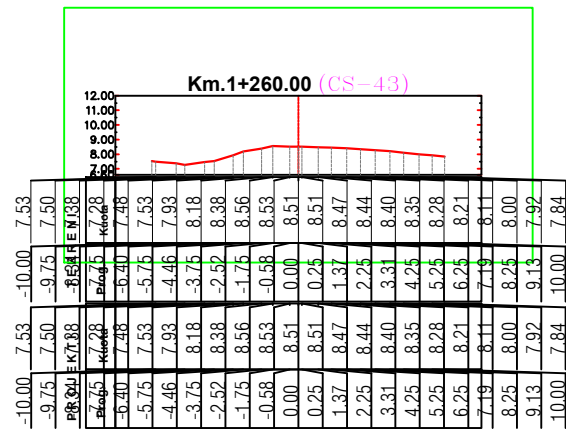 Km.1+260.00 (CS-43)
12.00
11.00
10.00
9.00
8.00
7.00
Kuota
7.53 7.50 7.38 7.28 7.48 7.53 7.93 8.18 8.38 8.56 8.53 8.51 8.51 8.47 8.44 8.40 8.35 8.28 8.21 8.11 8.00 7.92 7.84
Prog.
-10.00 -9.75 -7.75 -6.40 -5.75 -4.46 -3.75 -2.52 -1.75 -0.58 0.00 0.25 1.37 2.25 3.31 4.25 5.25 6.25 7.19 8.25 9.13 10.00
Kuota
7.53 7.50 7.38 7.28 7.48 7.53 7.93 8.18 8.38 8.56 8.53 8.51 8.51 8.47 8.44 8.40 8.35 8.28 8.21 8.11 8.00 7.92 7.84
Prog.
-10.00 -9.75 -7.75 -6.40 -5.75 -4.46 -3.75 -2.52 -1.75 -0.58 0.00 0.25 1.37 2.25 3.31 4.25 5.25 6.25 7.19 8.25 9.13 10.00